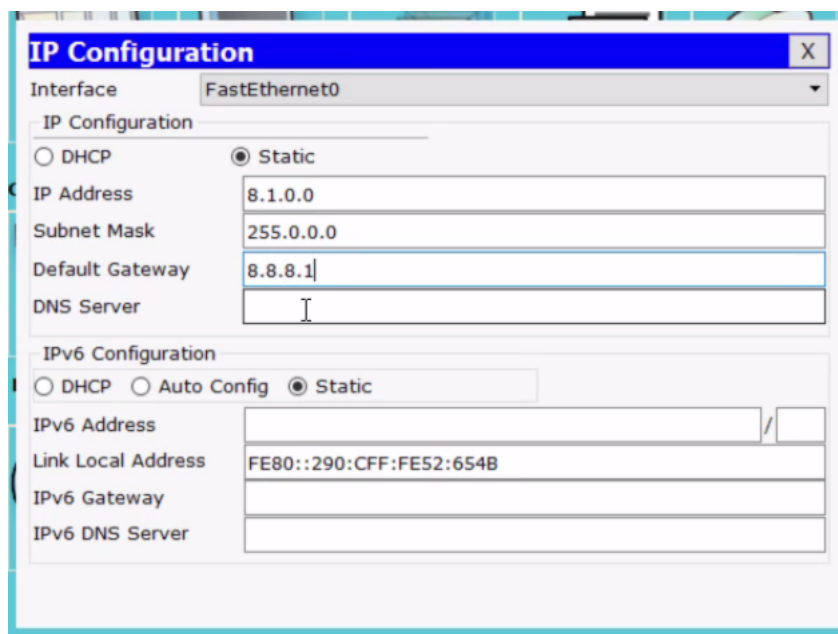 IP Configuration X
Interface FastEthernet0
IP Configuration
DHCP Static
IP Address 8.1.0.0
Subnet Mask 255.0.0.0
Default Gateway 8.8.8.1
DNS Server
IPv6 Configuration
DHCP Auto Config Static
IPv6 Address /
Link Local Address FE80::290:CFF:FE52:654B
IPv6 Gateway
IPv6 DNS Server